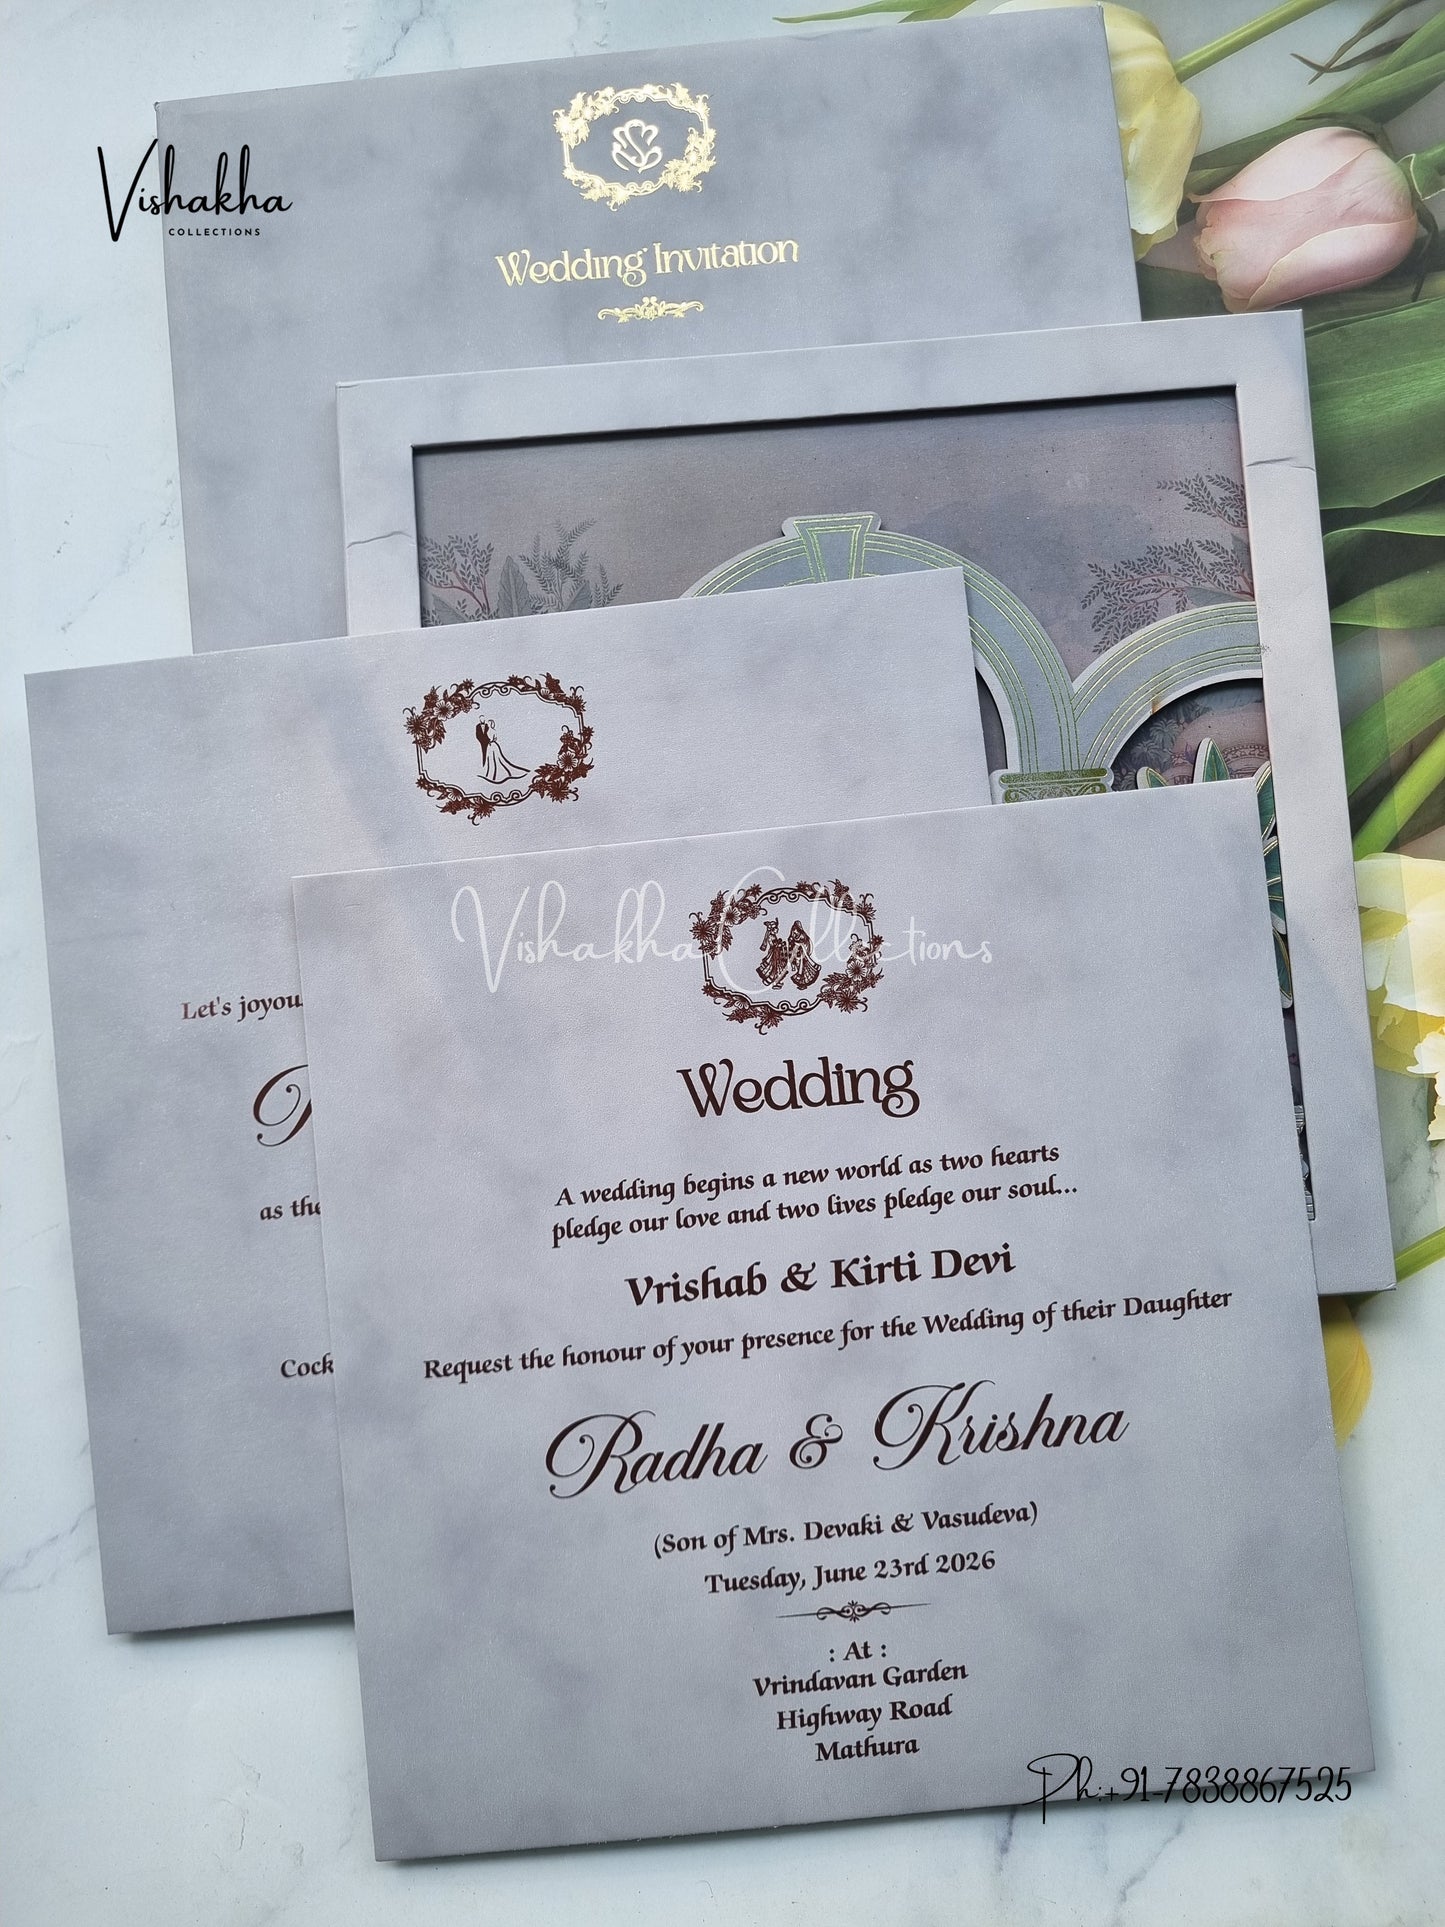 Vishakha
COLLECTIONS
Wedding Invitation
Let's joyou
as the
Cock
Vishakha Collections
Wedding
A wedding begins a new world as two hearts
pledge our love and two lives pledge our soul...
Vrishab & Kirti Devi
Request the honour of your presence for the Wedding of their Daughter
Radha & Krishna
(Son of Mrs. Devaki & Vasudeva)
Tuesday, June 23rd 2026
: At :
Vrindavan Garden
Highway Road
Mathura
Ph:+91-7838867525